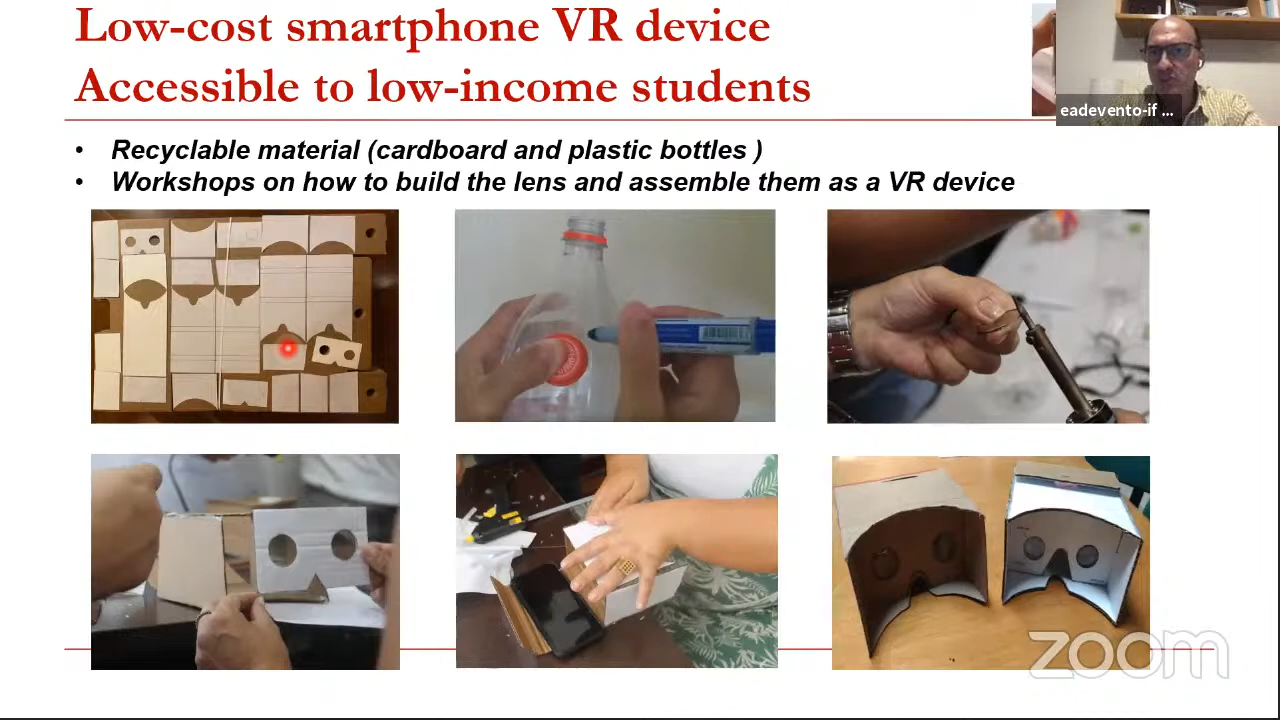 Low-cost smartphone VR device
Accessible to low-income students
eadevento-if ...
• Recyclable material (cardboard and plastic bottles )
• Workshops on how to build the lens and assemble them as a VR device
zoom